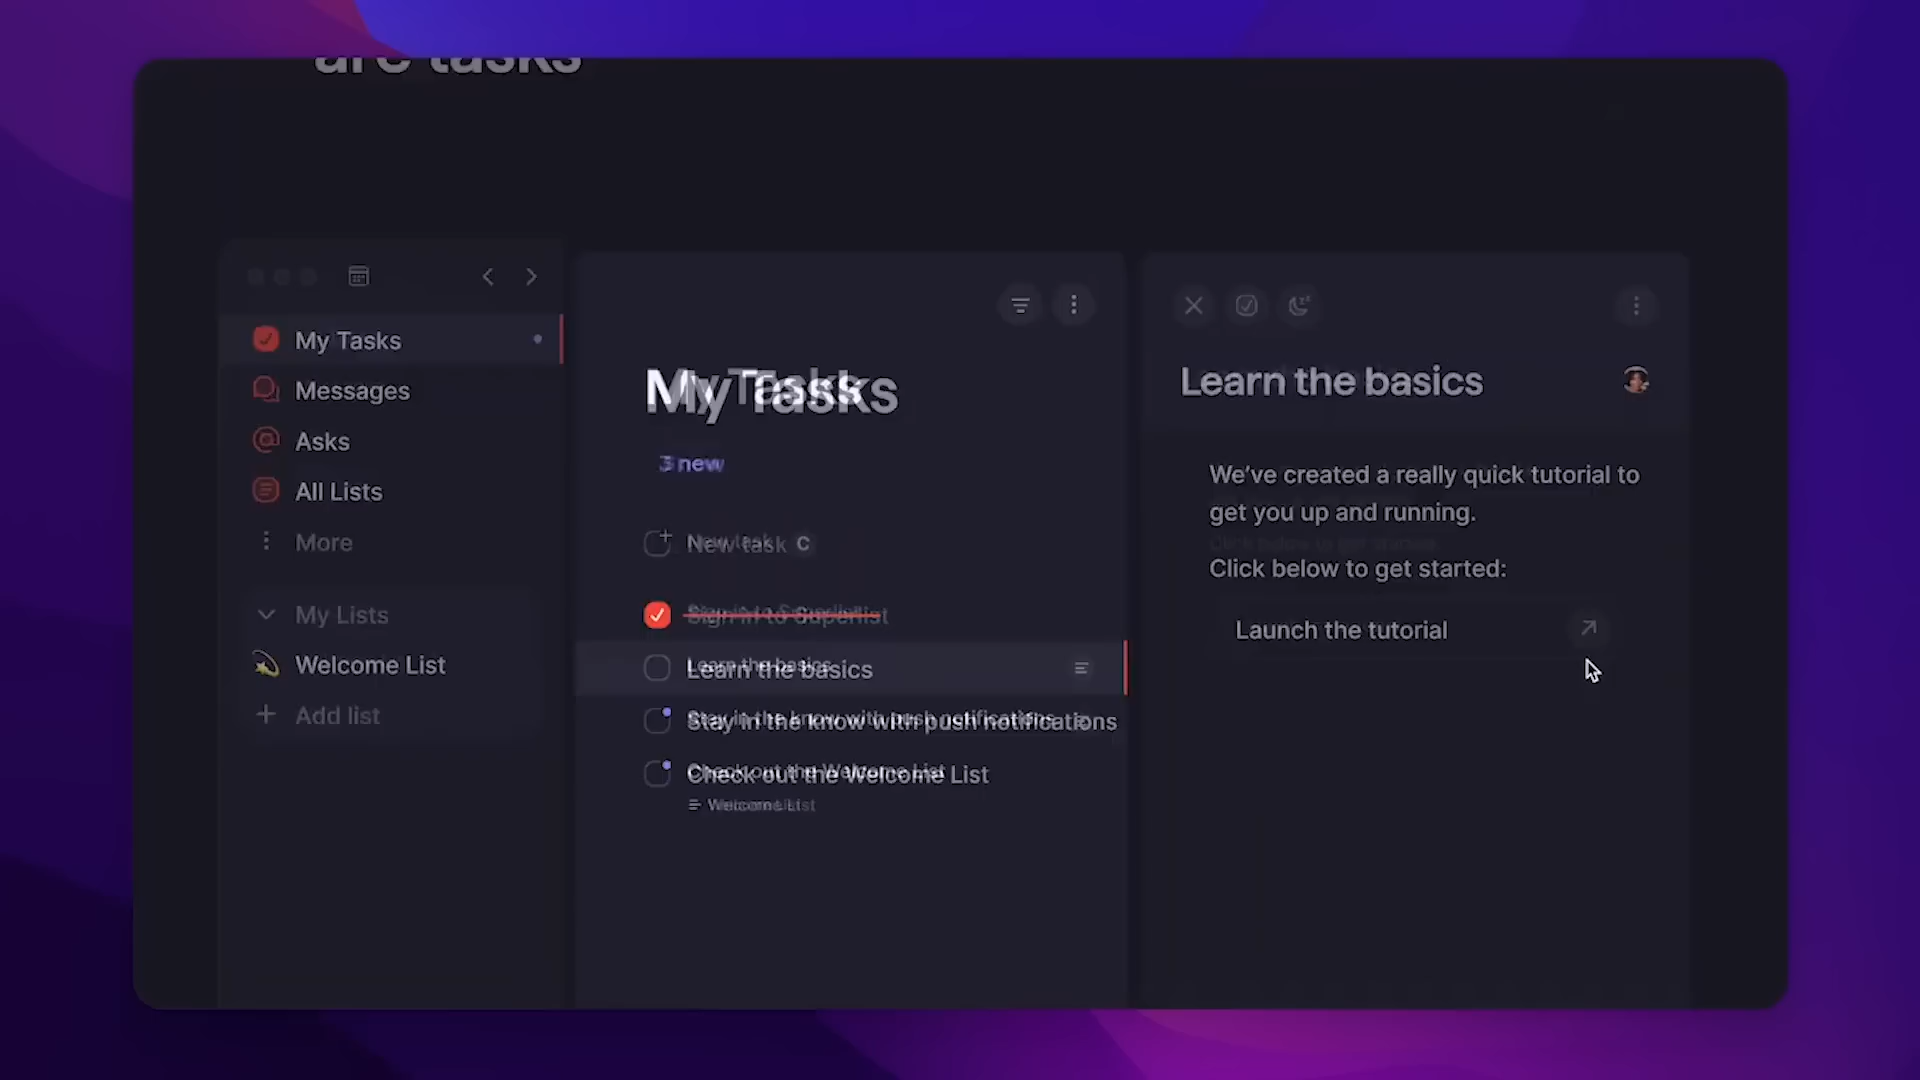 are tasks
My Tasks
Messages
Asks
All Lists
More
My Lists
Welcome List
Add list
My Tasks
3 new
New task C
Sign in to Superlist
Learn the basics
Stay in the know with push notifications
Check out the Welcome List
Welcome List
Learn the basics
We've created a really quick tutorial to
get you up and running.
Click below to get started:
Launch the tutorial